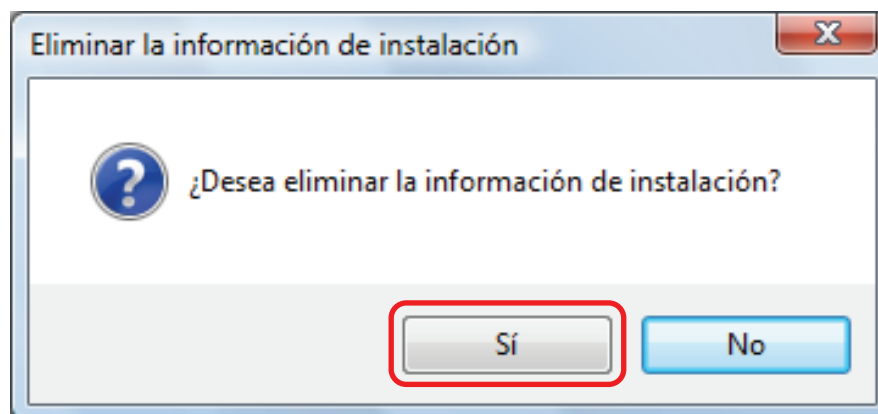 Eliminar la información de instalación
¿Desea eliminar la información de instalación?
Sí
No